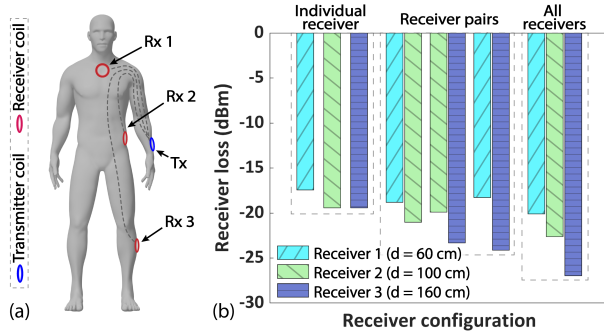 Receiver coil
Transmitter coil
Rx 1
Rx 2
Tx
Rx 3
(a)
Individual receiver
Receiver pairs
All receivers
Receiver loss (dBm)
0
-5
-10
-15
-20
-25
-30
Receiver 1 (d = 60 cm)
Receiver 2 (d = 100 cm)
Receiver 3 (d = 160 cm)
(b)
Receiver configuration